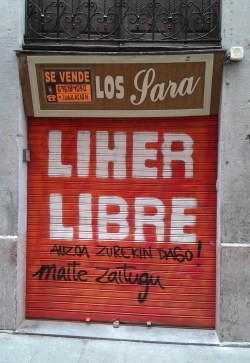 SE VENDE
LOS Sara
LIHER
LIBRE
AUZOA ZUREKIN DAGO!
maite zaitugu